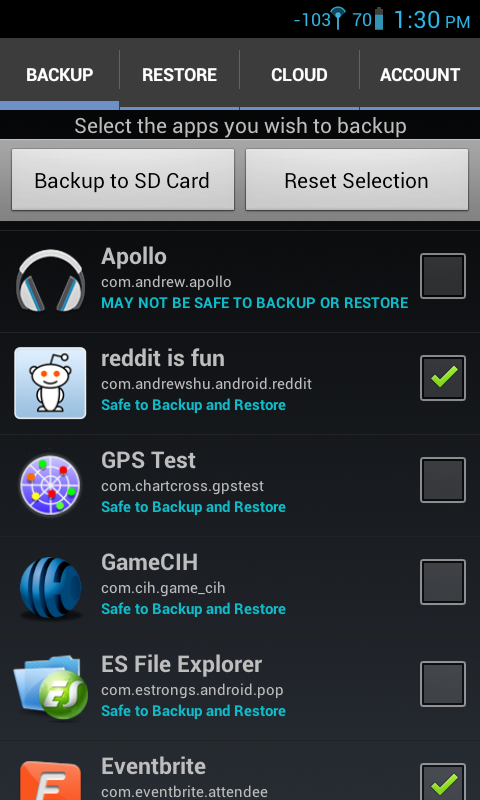 -103 70 1:30 PM
BACKUP RESTORE CLOUD ACCOUNT
Select the apps you wish to backup
Backup to SD Card Reset Selection
Apollo
com.andrew.apollo
MAY NOT BE SAFE TO BACKUP OR RESTORE
reddit is fun
com.andrewshu.android.reddit
Safe to Backup and Restore
GPS Test
com.chartcross.gpstest
Safe to Backup and Restore
GameCIH
com.cih.game_cih
Safe to Backup and Restore
ES File Explorer
com.estrongs.android.pop
Safe to Backup and Restore
ES
Eventbrite
com.eventbrite.attendee
E